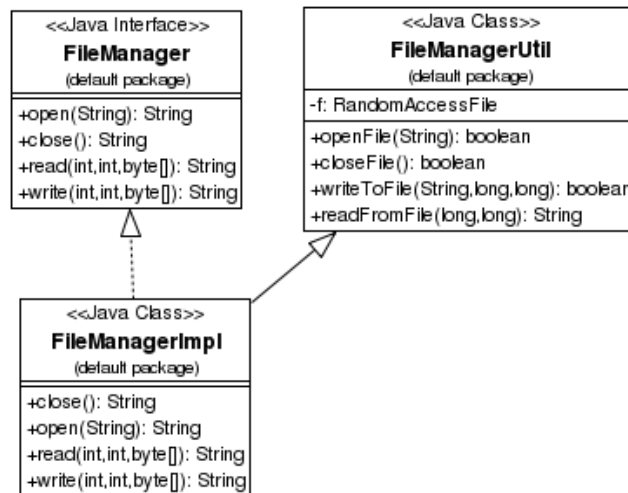 <<Java Interface>>
FileManager
(default package)
+open(String): String
+close(): String
+read(int,int,byte[]): String
+write(int,int,byte[]): String
<<Java Class>>
FileManagerUtil
(default package)
-f: RandomAccessFile
+openFile(String): boolean
+closeFile(): boolean
+writeToFile(String,long,long): boolean
+readFromFile(long,long): String
<<Java Class>>
FileManagerImpl
(default package)
+close(): String
+open(String): String
+read(int,int,byte[]): String
+write(int,int,byte[]): String